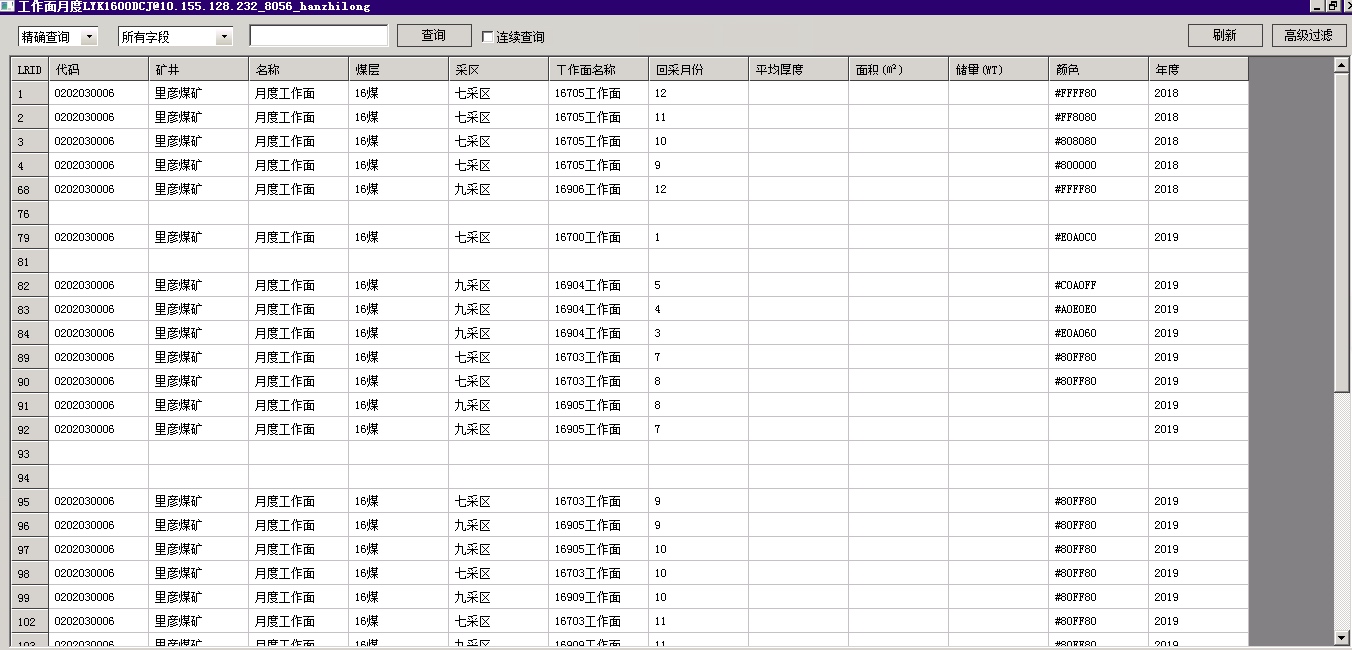 工作面月度LYK1600DCJ@10.155.128.232_8056_hanzhilong
精确查询 所有字段 查询 连续查询 刷新 高级过滤
LRID 代码 矿井 名称 煤层 采区 工作面名称 回采月份 平均厚度 面积(m²) 储量(WT) 颜色 年度
1 0202030006 里彦煤矿 月度工作面 16煤 七采区 16705工作面 12 #FFFF80 2018
2 0202030006 里彦煤矿 月度工作面 16煤 七采区 16705工作面 11 #FF8080 2018
3 0202030006 里彦煤矿 月度工作面 16煤 七采区 16705工作面 10 #808080 2018
4 0202030006 里彦煤矿 月度工作面 16煤 七采区 16705工作面 9 #800000 2018
68 0202030006 里彦煤矿 月度工作面 16煤 九采区 16906工作面 12 #FFFF80 2018
76
79 0202030006 里彦煤矿 月度工作面 16煤 七采区 16700工作面 1 #E0A0C0 2019
81
82 0202030006 里彦煤矿 月度工作面 16煤 九采区 16904工作面 5 #C0A0FF 2019
83 0202030006 里彦煤矿 月度工作面 16煤 九采区 16904工作面 4 #A0E0E0 2019
84 0202030006 里彦煤矿 月度工作面 16煤 九采区 16904工作面 3 #E0A060 2019
89 0202030006 里彦煤矿 月度工作面 16煤 七采区 16703工作面 7 #80FF80 2019
90 0202030006 里彦煤矿 月度工作面 16煤 七采区 16703工作面 8 #80FF80 2019
91 0202030006 里彦煤矿 月度工作面 16煤 九采区 16905工作面 8 2019
92 0202030006 里彦煤矿 月度工作面 16煤 九采区 16905工作面 7 2019
93
94
95 0202030006 里彦煤矿 月度工作面 16煤 七采区 16703工作面 9 #80FF80 2019
96 0202030006 里彦煤矿 月度工作面 16煤 九采区 16905工作面 9 #80FF80 2019
97 0202030006 里彦煤矿 月度工作面 16煤 九采区 16905工作面 10 #80FF80 2019
98 0202030006 里彦煤矿 月度工作面 16煤 七采区 16703工作面 10 #80FF80 2019
99 0202030006 里彦煤矿 月度工作面 16煤 九采区 16909工作面 10 #80FF80 2019
102 0202030006 里彦煤矿 月度工作面 16煤 七采区 16703工作面 11 #80FF80 2019
103 0202030006 里彦煤矿 月度工作面 16煤 九采区 16909工作面 11 #80FF80 2019